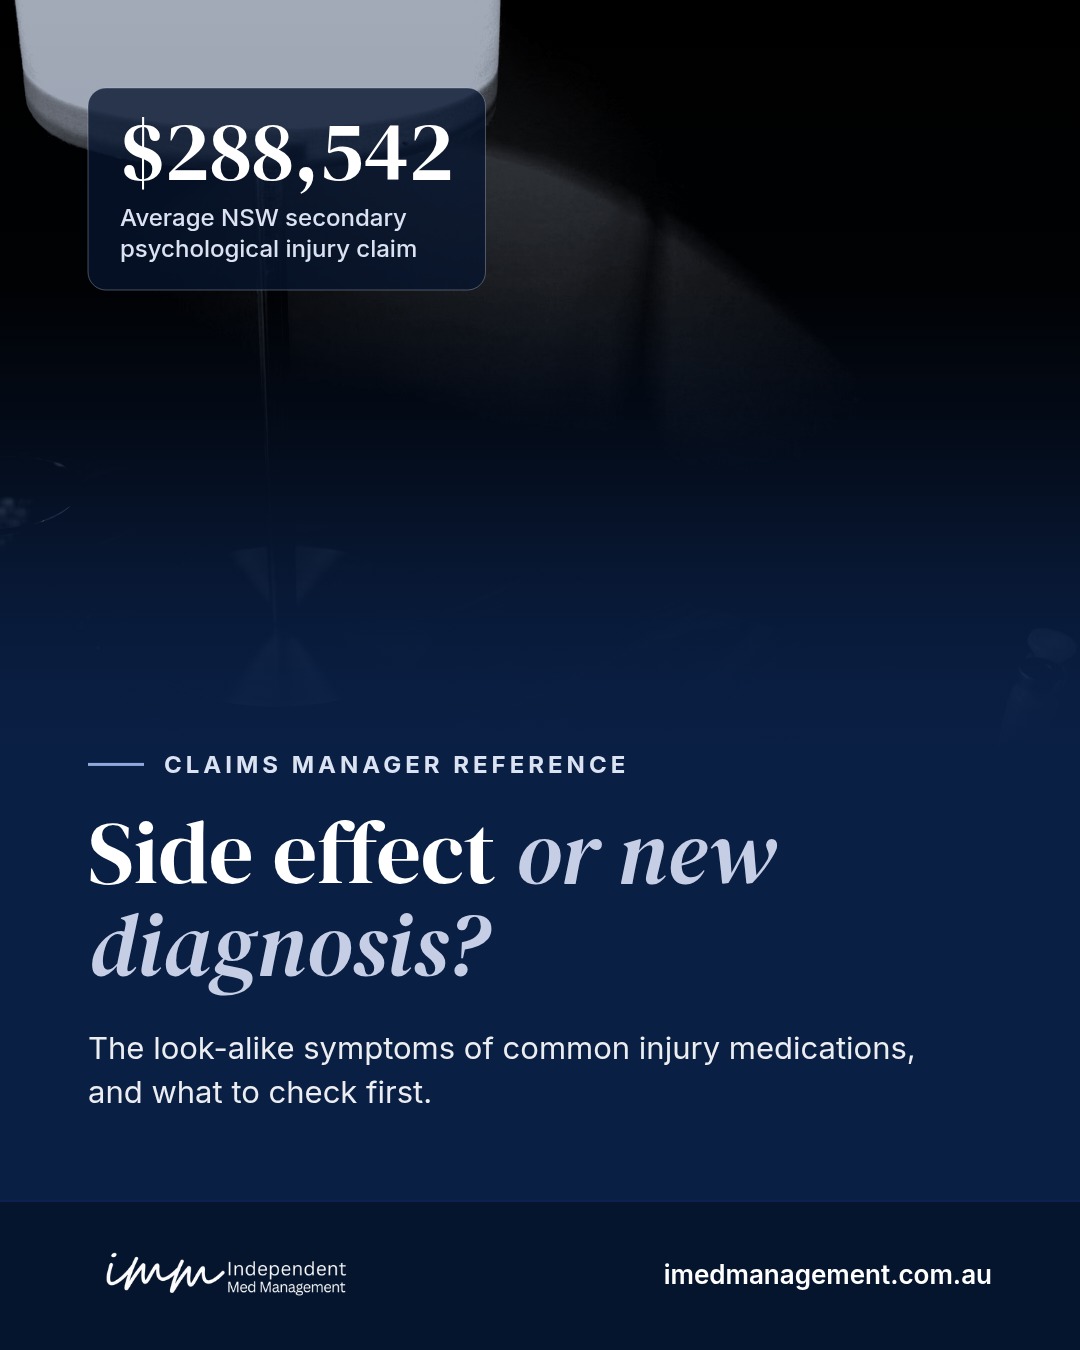 $288,542
Average NSW secondary
psychological injury claim
CLAIMS MANAGER REFERENCE
Side effect or new
diagnosis?
The look-alike symptoms of common injury medications,
and what to check first.
imm Independent
Med Management
imedmanagement.com.au